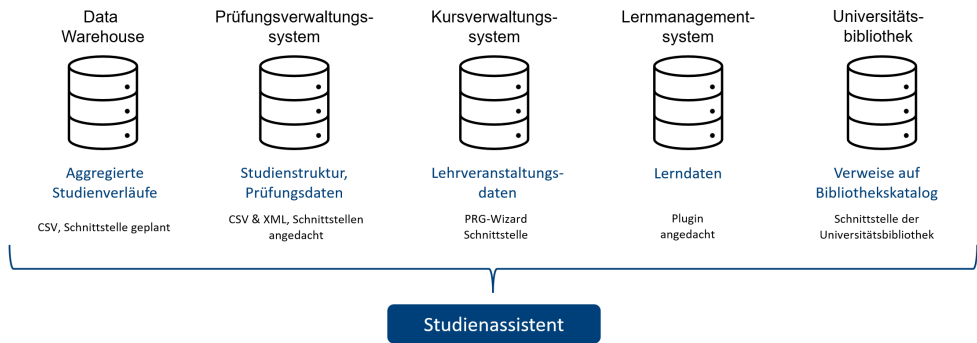 Data
Warehouse
Prüfungsverwaltungs-
system
Kursverwaltungs-
system
Lernmanagement-
system
Universitäts-
bibliothek
Aggregierte
Studienverläufe
Studienstruktur,
Prüfungsdaten
Lehrveranstaltungs-
daten
Lerndaten
Verweise auf
Bibliothekskatalog
CSV, Schnittstelle geplant
CSV & XML, Schnittstellen
angedacht
PRG-Wizard
Schnittstelle
Plugin
angedacht
Schnittstelle der
Universitätsbibliothek
Studienassistent